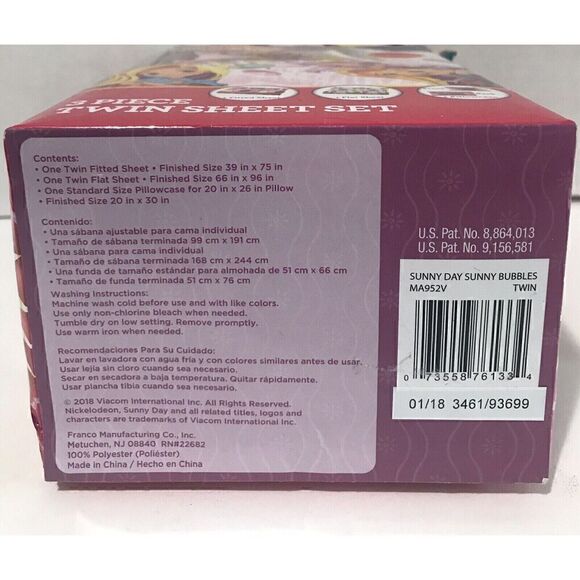 3 PIECE
TWIN SHEET SET
Contents:
• One Twin Fitted Sheet • Finished Size 39 in x 75 in
• One Twin Flat Sheet • Finished Size 66 in x 96 in
• One Standard Size Pillowcase for 20 in x 26 in Pillow
• Finished Size 20 in x 30 in
Contenido:
• Una sábana ajustable para cama individual
• Tamaño de sábana terminada 99 cm x 191 cm
• Una sábana para cama individual
• Tamaño de sábana terminada 168 cm x 244 cm
• Una funda de tamaño estándar para almohada de 51 cm x 66 cm
• Tamaño de funda terminada 51 cm x 76 cm
Washing Instructions:
Machine wash cold before use and with like colors.
Use only non-chlorine bleach when needed.
Tumble dry on low setting. Remove promptly.
Use warm iron when needed.
Recomendaciones Para Su Cuidado:
Lavar en lavadora con agua fría y con colores similares antes de usar.
Usar lejía sin cloro cuando sea necesario.
Secar en secadora a baja temperatura. Quitar rápidamente.
Usar plancha tibia cuando sea necesario.
© 2018 Viacom International Inc. All Rights Reserved.
Nickelodeon, Sunny Day and all related titles, logos and
characters are trademarks of Viacom International Inc.
Franco Manufacturing Co., Inc.
Metuchen, NJ 08840 RN#22682
100% Polyester (Poliéster)
Made in China / Hecho en China
U.S. Pat. No. 8,864,013
U.S. Pat. No. 9,156,581
SUNNY DAY SUNNY BUBBLES
MA952V TWIN
0 73558 76133 4
01/18 3461/93699